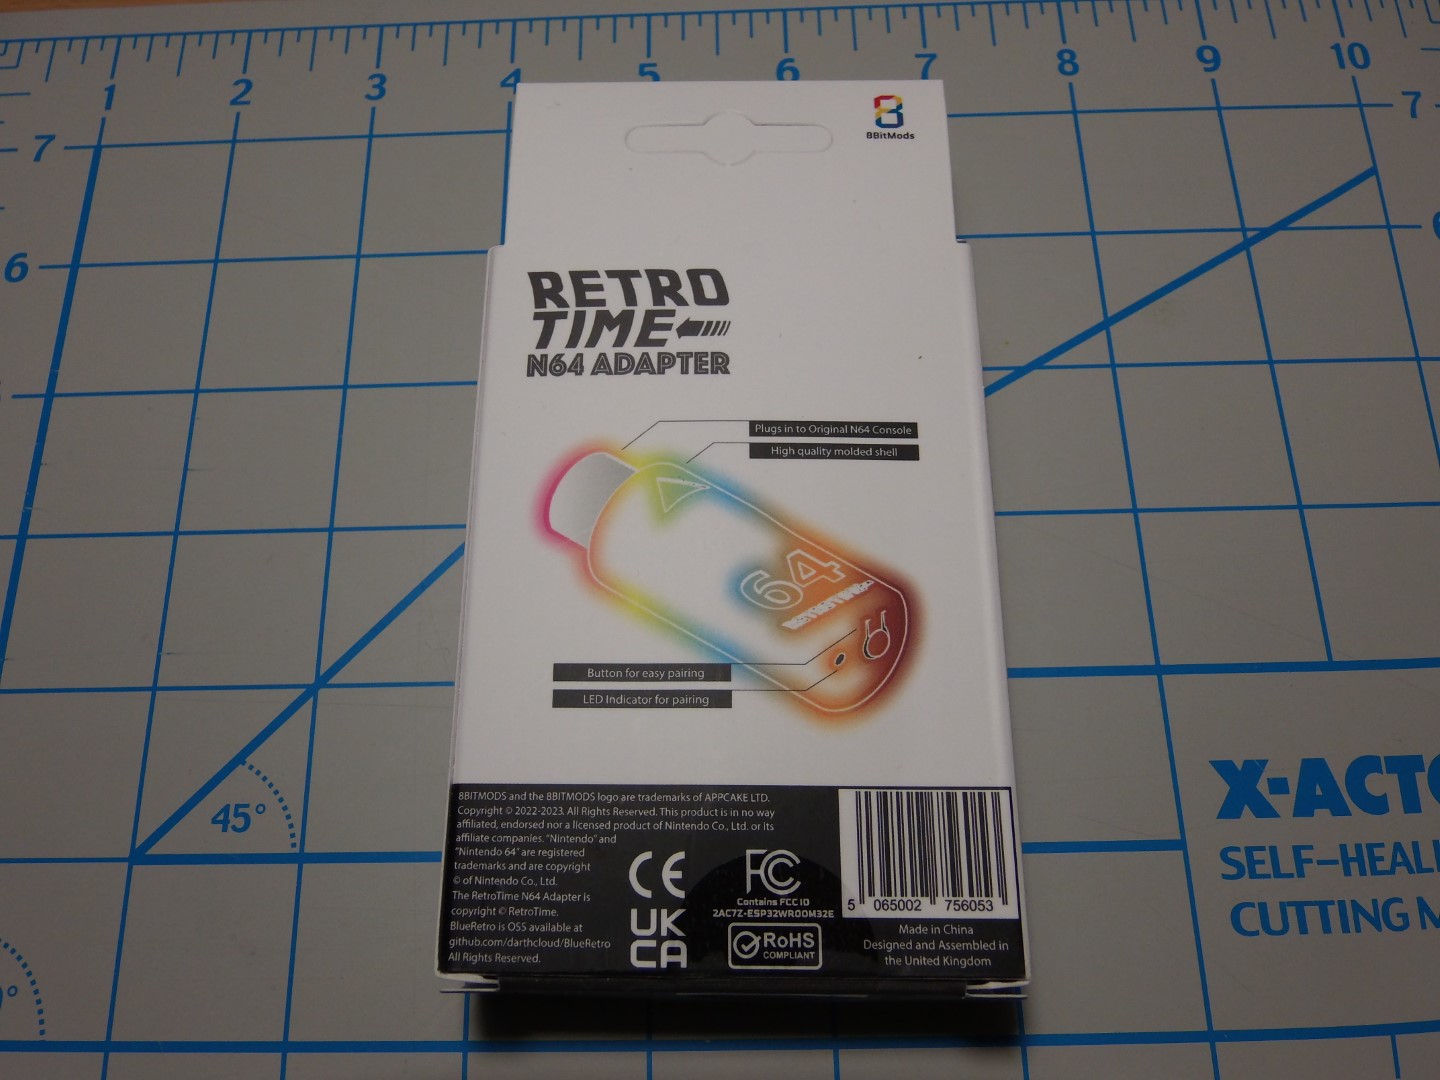 1 2 3 4 5 6 7 8 9 10
7
7
6
8BitMods
RETRO
TIME
N64 ADAPTER
Plugs in to Original N64 Console
High quality molded shell
64
RETROTIME
Button for easy pairing
LED Indicator for pairing
45°
8BITMODS and the 8BITMODS logo are trademarks of APPCAKE LTD.
Copyright © 2022-2023. All Rights Reserved. This product is in no way
affiliated, endorsed nor a licensed product of Nintendo Co., Ltd. or its
affiliate companies. "Nintendo" and
"Nintendo 64" are registered
trademarks and are copyright
© of Nintendo Co., Ltd.
The RetroTime N64 Adapter is
copyright © RetroTime.
BlueRetro is OSS available at
github.com/darthcloud/BlueRetro
All Rights Reserved.
CE
UK
CA
FC
Contains FCC ID
2AC7Z-ESP32WROOM32E
RoHS
COMPLIANT
5 065002 756053
Made in China
Designed and Assembled in
the United Kingdom
X-ACTO
SELF-HEALI
CUTTING M